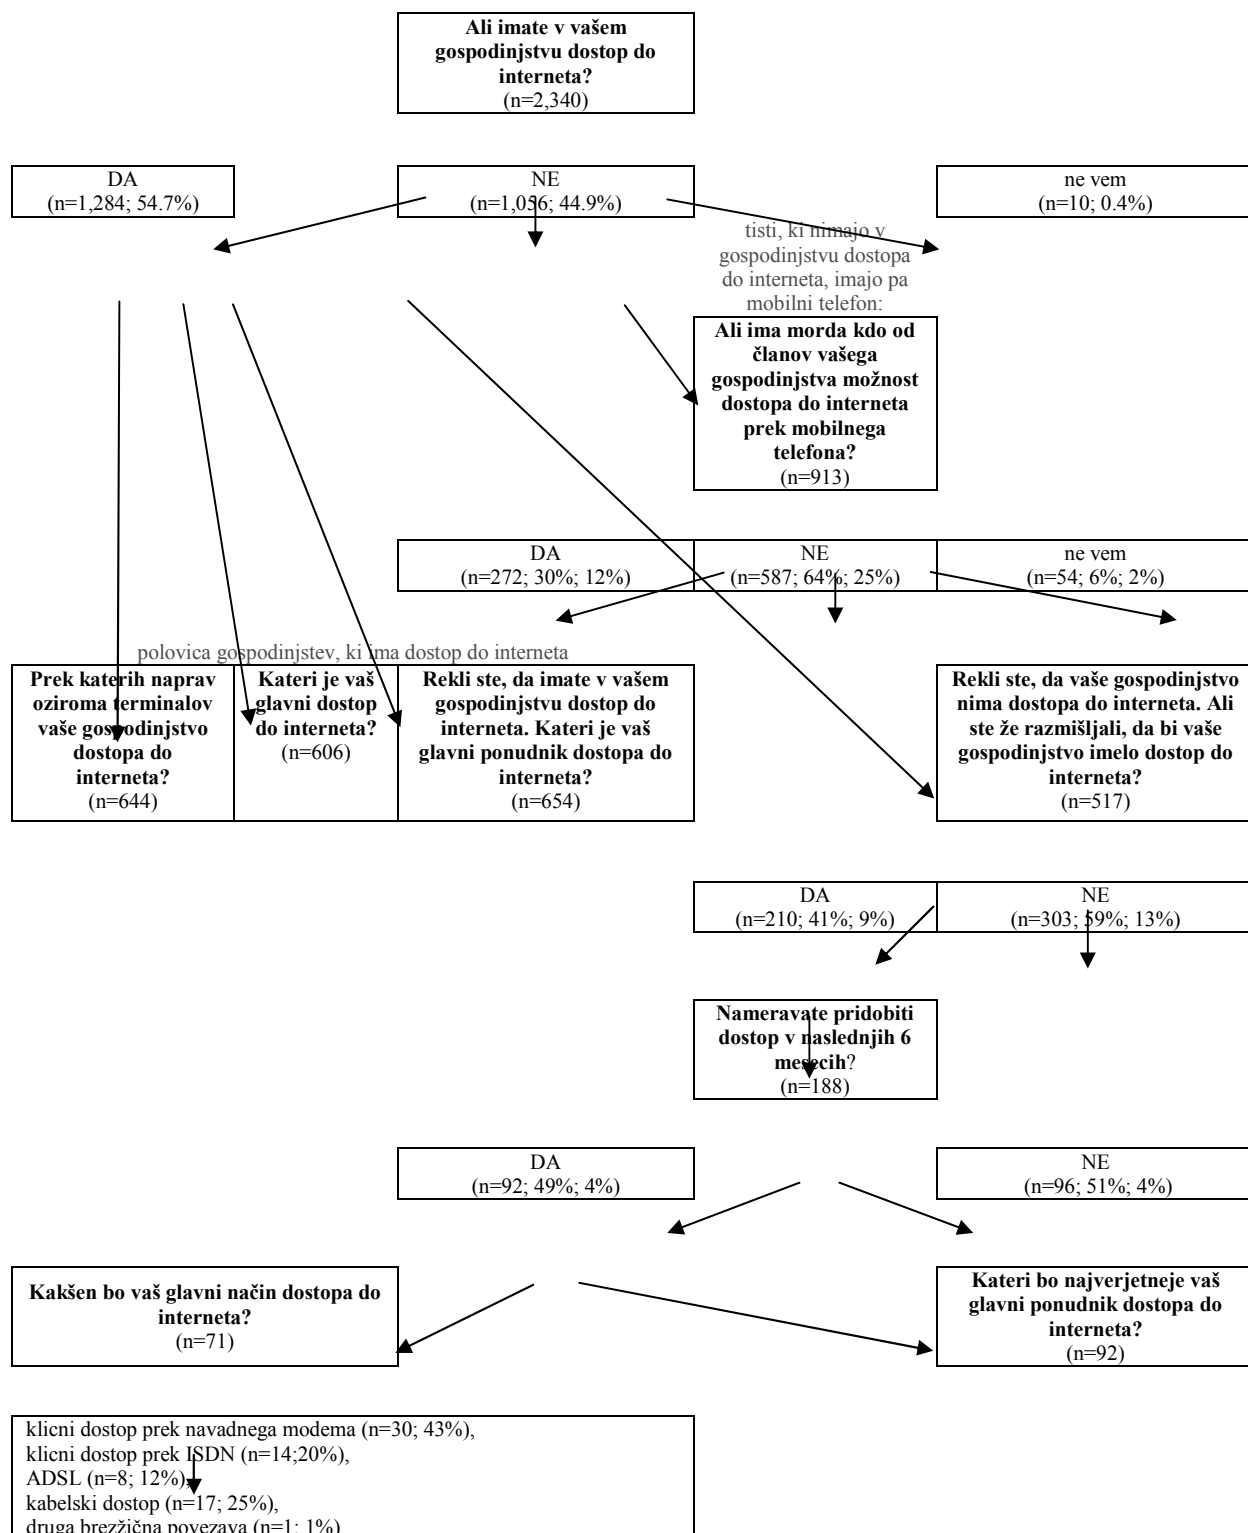 Ali imate v vašem
gospodinjstvu dostop do
interneta?
(n=2,340)
DA
(n=1,284; 54.7%)
NE
(n=1,056; 44.9%)
ne vem
(n=10; 0.4%)
tisti, ki nimajo v
gospodinjstvu dostopa
do interneta, imajo pa
mobilni telefon:
Ali ima morda kdo od
članov vašega
gospodinjstva možnost
dostopa do interneta
prek mobilnega
telefona?
(n=913)
DA
(n=272; 30%; 12%)
NE
(n=587; 64%; 25%)
ne vem
(n=54; 6%; 2%)
polovica gospodinjstev, ki ima dostop do interneta
Prek katerih naprav
oziroma terminalov
vaše gospodinjstvo
dostopa do
interneta?
(n=644)
Kateri je vaš
glavni dostop
do interneta?
(n=606)
Rekli ste, da imate v vašem
gospodinjstvu dostop do
interneta. Kateri je vaš
glavni ponudnik dostopa do
interneta?
(n=654)
Rekli ste, da vaše gospodinjstvo
nima dostopa do interneta. Ali
ste že razmišljali, da bi vaše
gospodinjstvo imelo dostop do
interneta?
(n=517)
DA
(n=210; 41%; 9%)
NE
(n=303; 59%; 13%)
Nameravate pridobiti
dostop v naslednjih 6
mesecih?
(n=188)
DA
(n=92; 49%; 4%)
NE
(n=96; 51%; 4%)
Kakšen bo vaš glavni način dostopa do
interneta?
(n=71)
Kateri bo najverjetneje vaš
glavni ponudnik dostopa do
interneta?
(n=92)
klicni dostop prek navadnega modema (n=30; 43%),
klicni dostop prek ISDN (n=14;20%),
ADSL (n=8; 12%),
kabelski dostop (n=17; 25%),
druga brezžična povezava (n=1; 1%)